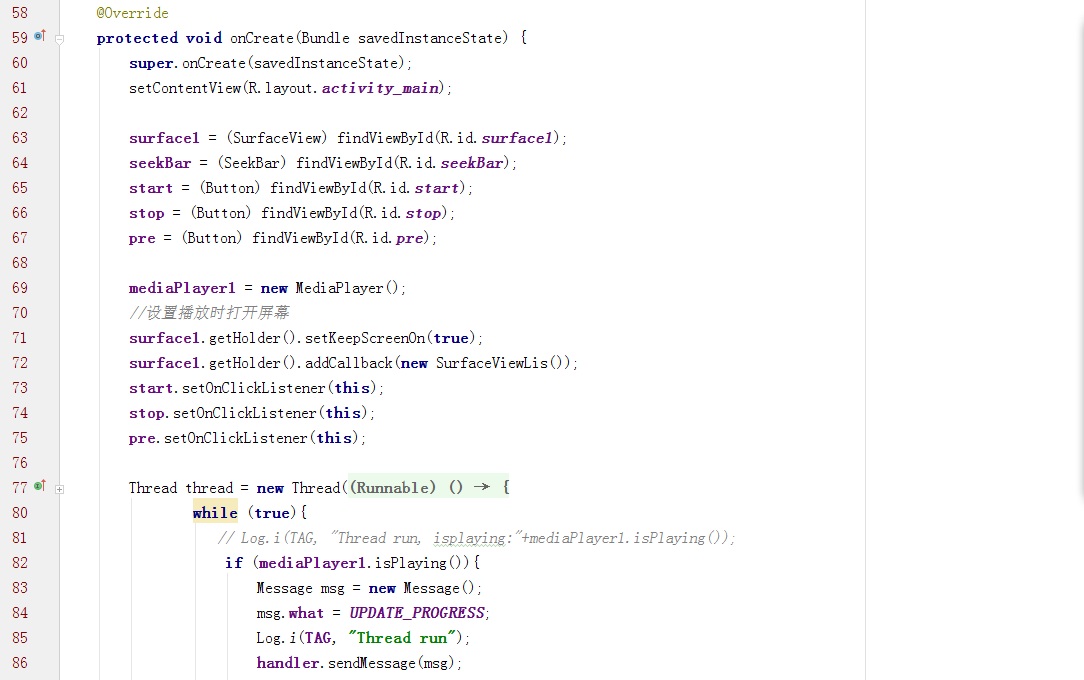 58 @Override
59 protected void onCreate(Bundle savedInstanceState) {
60 super.onCreate(savedInstanceState);
61 setContentView(R.layout.activity_main);
62
63 surface1 = (SurfaceView) findViewById(R.id.surface1);
64 seekBar = (SeekBar) findViewById(R.id.seekBar);
65 start = (Button) findViewById(R.id.start);
66 stop = (Button) findViewById(R.id.stop);
67 pre = (Button) findViewById(R.id.pre);
68
69 mediaPlayer1 = new MediaPlayer();
70 //设置播放时打开屏幕
71 surface1.getHolder().setKeepScreenOn(true);
72 surface1.getHolder().addCallback(new SurfaceViewLis());
73 start.setOnClickListener(this);
74 stop.setOnClickListener(this);
75 pre.setOnClickListener(this);
76
77 Thread thread = new Thread((Runnable) () → {
80 while (true){
81 // Log.i(TAG, "Thread run, isplaying:"+mediaPlayer1.isPlaying());
82 if (mediaPlayer1.isPlaying()){
83 Message msg = new Message();
84 msg.what = UPDATE_PROGRESS;
85 Log.i(TAG, "Thread run");
86 handler.sendMessage(msg);